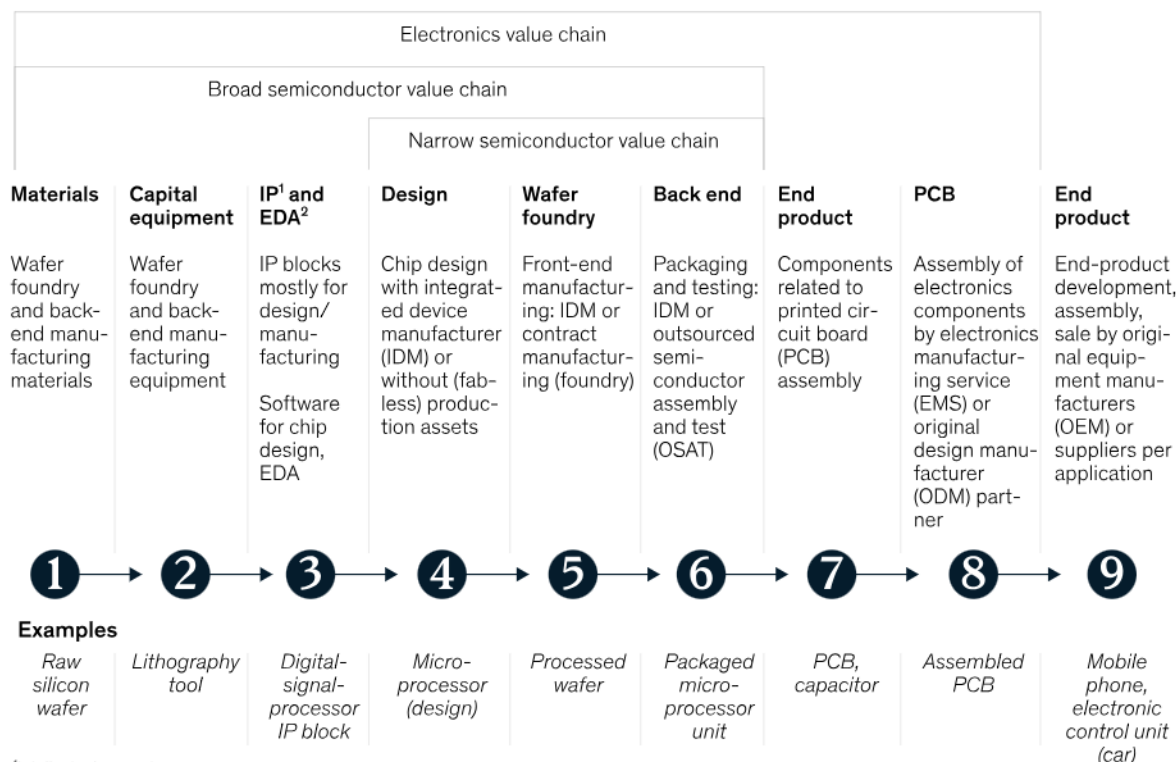 Electronics value chain
Broad semiconductor value chain
Narrow semiconductor value chain
Materials
Wafer
foundry
and back-
end manu-
facturing
materials
Capital
equipment
Wafer
foundry
and back-
end manu-
facturing
equipment
IP¹ and
EDA²
IP blocks
mostly for
design/
manu-
facturing
Software
for chip
design,
EDA
Design
Chip design
with integrat-
ed device
manufacturer
(IDM) or
without (fab-
less) produc-
tion assets
Wafer
foundry
Front-end
manufactur-
ing: IDM or
contract
manufactur-
ing (foundry)
Back end
Packaging
and testing:
IDM or
outsourced
semi-
conductor
assembly
and test
(OSAT)
End
product
Components
related to
printed cir-
cuit board
(PCB)
assembly
PCB
Assembly of
electronics
components
by electronics
manufactur-
ing service
(EMS) or
original
design manu-
facturer
(ODM) part-
ner
End
product
End-product
development,
assembly,
sale by origi-
nal equip-
ment manu-
facturers
(OEM) or
suppliers per
application
1 2 3 4 5 6 7 8 9
Examples
Raw
silicon
wafer
Lithography
tool
Digital-
signal-
processor
IP block
Micro-
processor
(design)
Processed
wafer
Packaged
micro-
processor
unit
PCB,
capacitor
Assembled
PCB
Mobile
phone,
electronic
control unit
(car)